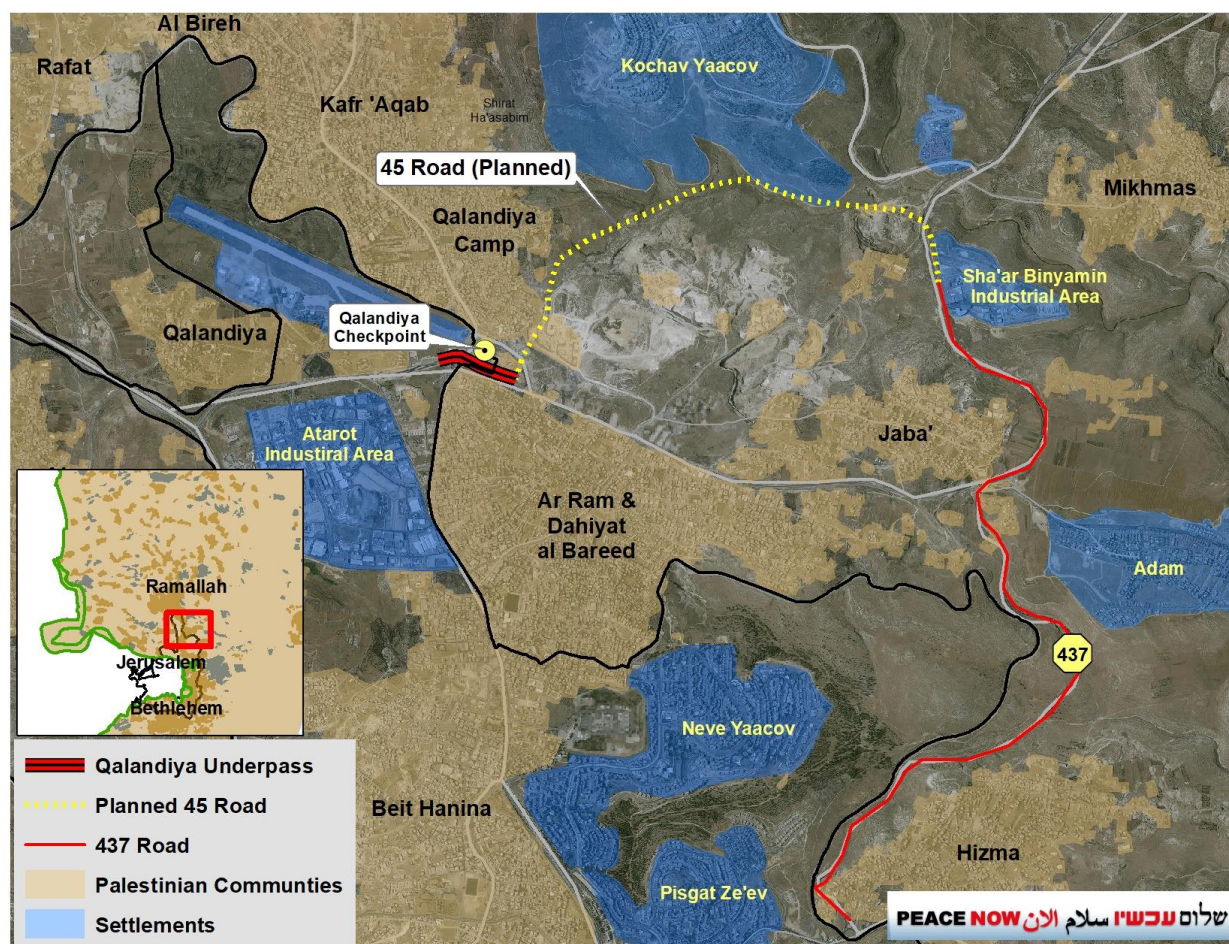 Al Bireh
Rafat
Kafr 'Aqab
Shirat
Ha'asabim
Kochav Yaacov
45 Road (Planned)
Mikhmas
Qalandiya
Camp
Sha'ar Binyamin
Industrial Area
Qalandiya
Qalandiya
Checkpoint
Jaba'
Atarot
Industiral Area
Ar Ram &
Dahiyat
al Bareed
Adam
Ramallah
Jerusalem
Bethlehem
437
Neve Yaacov
Qalandiya Underpass
Planned 45 Road
437 Road
Palestinian Communties
Settlements
Beit Hanina
Hizma
Pisgat Ze'ev
PEACE NOW שלום עכשיו سلام الان